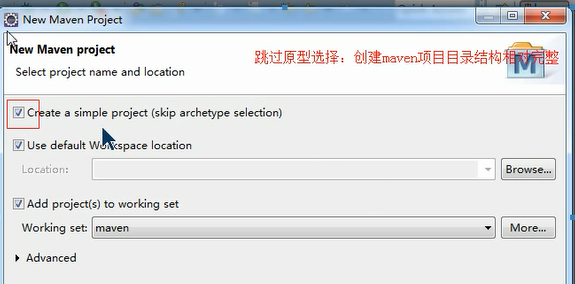 New Maven Project
New Maven project
跳过原型选择：创建maven项目目录结构相对完整
Select project name and location
M
Create a simple project (skip archetype selection)
Use default Workspace location
Location:
Browse...
Add project(s) to working set
Working set:
maven
More...
Advanced